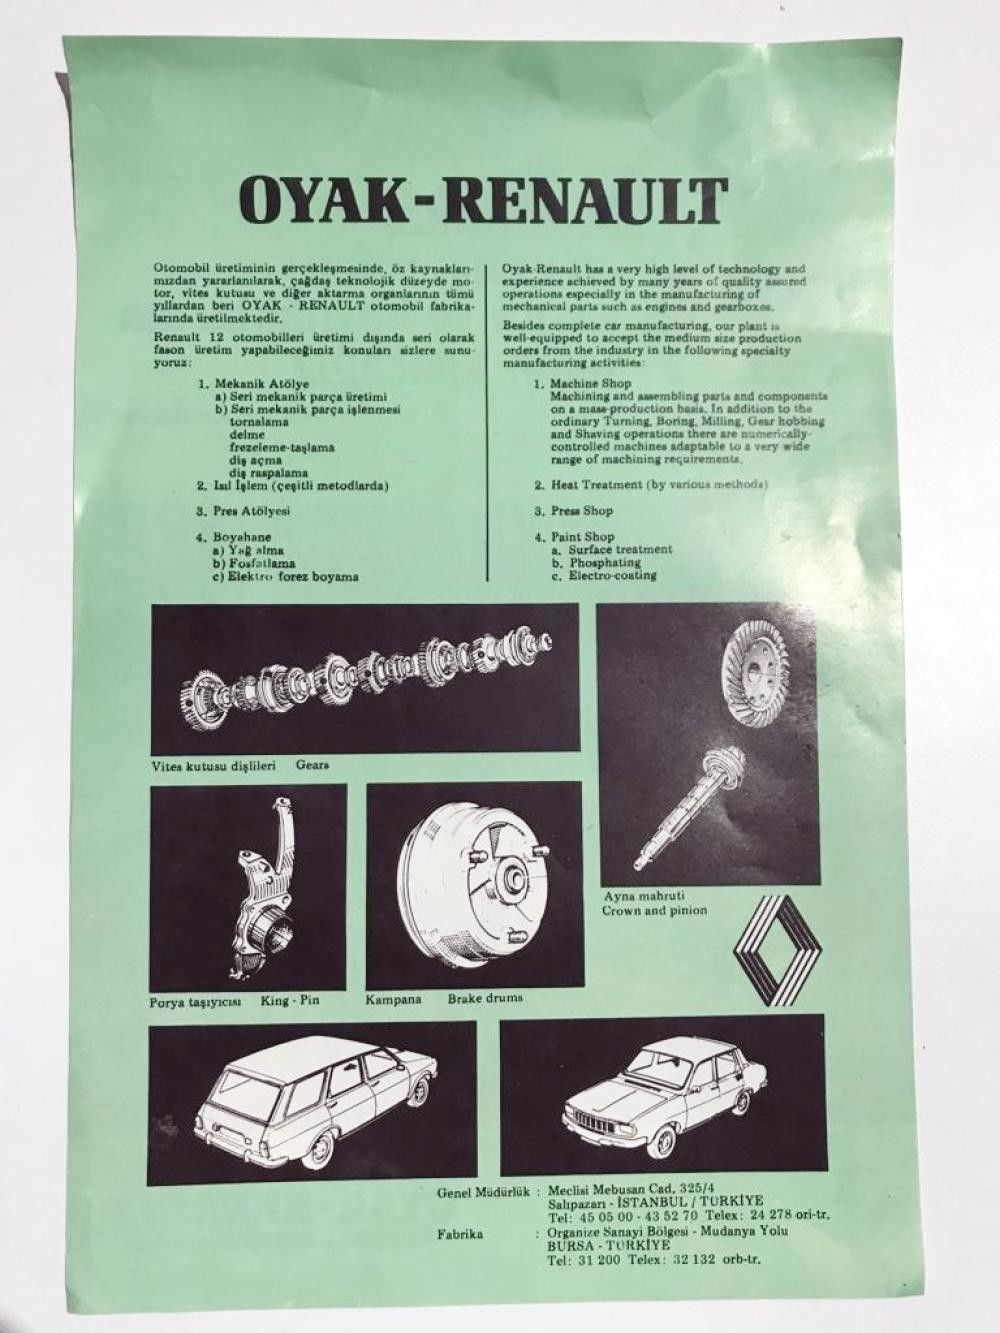 OYAK-RENAULT
Otomobil üretiminin gerçekleşmesinde, öz kaynakları-
mızdan yararlanılarak, çağdaş teknolojik düzeyde mo-
tor, vites kutusu ve diğer aktarma organlarının tümü
yıllardan beri OYAK - RENAULT otomobil fabrika-
larında üretilmektedir.
Renault 12 otomobilleri üretimi dışında seri olarak
fason üretim yapabileceğimiz konuları sizlere sunu-
yoruz:
1. Mekanik Atölye
a) Seri mekanik parça üretimi
b) Seri mekanik parça işlenmesi
tornalama
delme
frezeleme-taşlama
diş açma
diş raspalama
2. Isıl İşlem (çeşitli metodlarda)
3. Pres Atölyesi
4. Boyahane
a) Yağ alma
b) Fosfatlama
c) Elektro forez boyama
Oyak-Renault has a very high level of technology and
experience achieved by many years of quality assured
operations especially in the manufacturing of
mechanical parts such as engines and gearboxes.
Besides complete car manufacturing, our plant is
well-equipped to accept the medium size production
orders from the industry in the following specialty
manufacturing activities:
1. Machine Shop
Machining and assembling parts and components
on a mass-production basis. In addition to the
ordinary Turning, Boring, Milling, Gear hobbing
and Shaving operations there are numerically-
controlled machines adaptable to a very wide
range of machining requirements.
2. Heat Treatment (by various methods)
3. Press Shop
4. Paint Shop
a. Surface treatment
b. Phosphating
c. Electro-coating
Vites kutusu dişlileri Gears
Ayna mahruti
Crown and pinion
Porya taşıyıcısı King - Pin
Kampana Brake drums
Genel Müdürlük : Meclisi Mebusan Cad. 325/4
Salıpazarı - İSTANBUL / TÜRKİYE
Tel: 45 05 00 - 43 52 70 Telex: 24 278 ori-tr.
Fabrika : Organize Sanayi Bölgesi - Mudanya Yolu
BURSA - TÜRKİYE
Tel: 31 200 Telex: 32 132 orb-tr.